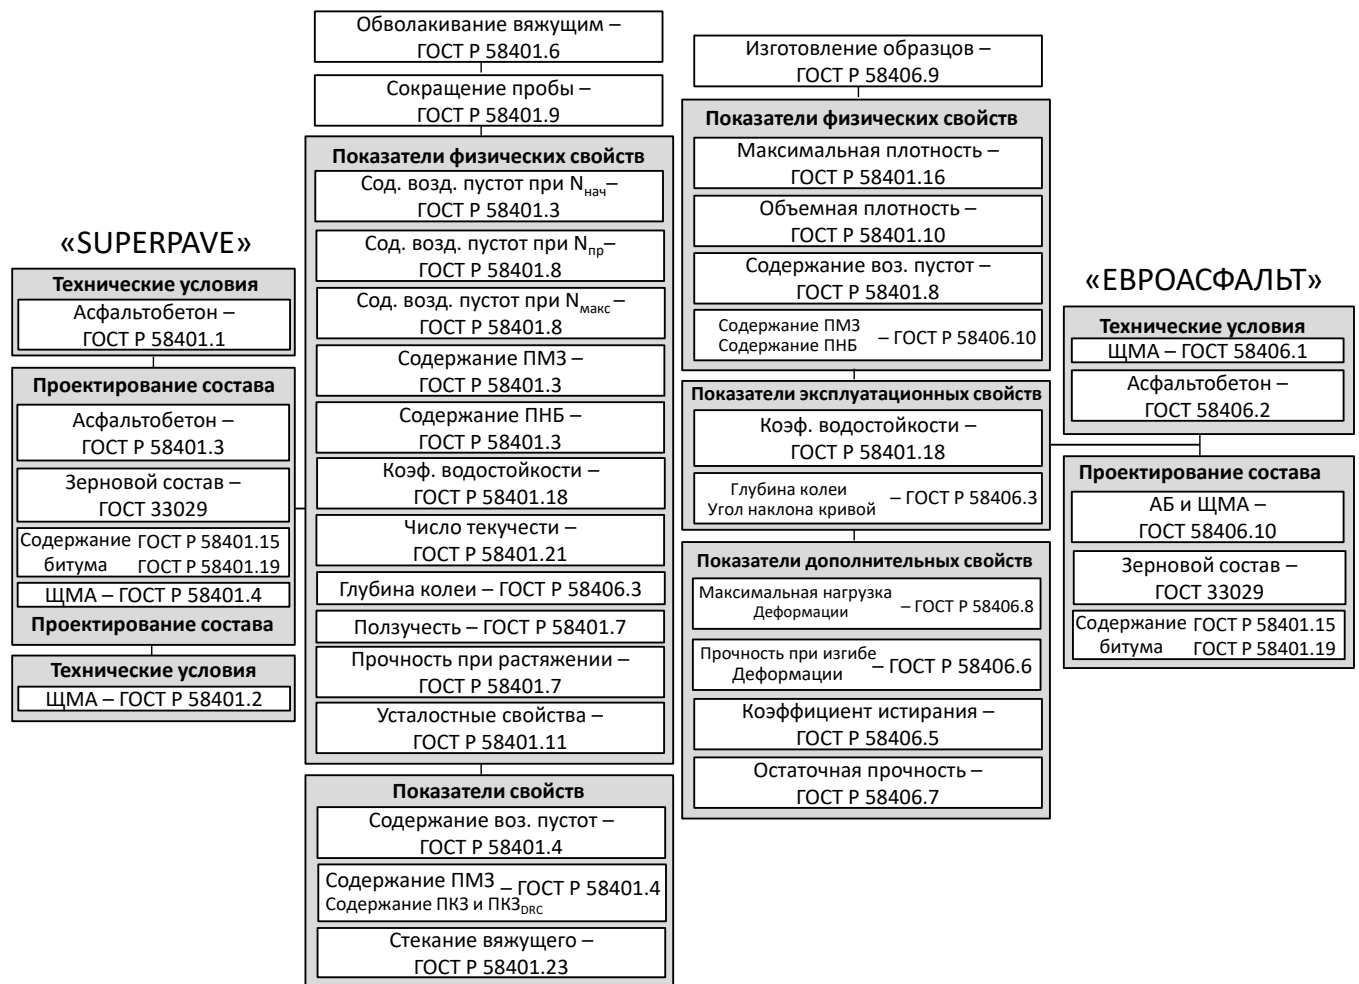 «SUPERPAVE»
Технические условия
Асфальтобетон –
ГОСТ Р 58401.1
Проектирование состава
Асфальтобетон –
ГОСТ Р 58401.3
Зерновой состав –
ГОСТ 33029
Содержание ГОСТ Р 58401.15
битума ГОСТ Р 58401.19
ЩМА – ГОСТ Р 58401.4
Проектирование состава
Технические условия
ЩМА – ГОСТ Р 58401.2
Обволакивание вяжущим –
ГОСТ Р 58401.6
Сокращение пробы –
ГОСТ Р 58401.9
Показатели физических свойств
Сод. возд. пустот при Nнач–
ГОСТ Р 58401.3
Сод. возд. пустот при Nпр–
ГОСТ Р 58401.8
Сод. возд. пустот при Nмакс–
ГОСТ Р 58401.8
Содержание ПМЗ –
ГОСТ Р 58401.3
Содержание ПНБ –
ГОСТ Р 58401.3
Коэф. водостойкости –
ГОСТ Р 58401.18
Число текучести –
ГОСТ Р 58401.21
Глубина колеи – ГОСТ Р 58406.3
Ползучесть – ГОСТ Р 58401.7
Прочность при растяжении –
ГОСТ Р 58401.7
Усталостные свойства –
ГОСТ Р 58401.11
Показатели свойств
Содержание воз. пустот –
ГОСТ Р 58401.4
Содержание ПМЗ – ГОСТ Р 58401.4
Содержание ПКЗ и ПКЗDRC
Стекание вяжущего –
ГОСТ Р 58401.23
Изготовление образцов –
ГОСТ Р 58406.9
Показатели физических свойств
Максимальная плотность –
ГОСТ Р 58401.16
Объемная плотность –
ГОСТ Р 58401.10
Содержание воз. пустот –
ГОСТ Р 58401.8
Содержание ПМЗ
Содержание ПНБ – ГОСТ Р 58406.10
Показатели эксплуатационных свойств
Коэф. водостойкости –
ГОСТ Р 58401.18
Глубина колеи
Угол наклона кривой – ГОСТ Р 58406.3
Показатели дополнительных свойств
Максимальная нагрузка
Деформации – ГОСТ Р 58406.8
Прочность при изгибе
Деформации – ГОСТ Р 58406.6
Коэффициент истирания –
ГОСТ Р 58406.5
Остаточная прочность –
ГОСТ Р 58406.7
«ЕВРОАСФАЛЬТ»
Технические условия
ЩМА – ГОСТ 58406.1
Асфальтобетон –
ГОСТ 58406.2
Проектирование состава
АБ и ЩМА –
ГОСТ 58406.10
Зерновой состав –
ГОСТ 33029
Содержание ГОСТ Р 58401.15
битума ГОСТ Р 58401.19